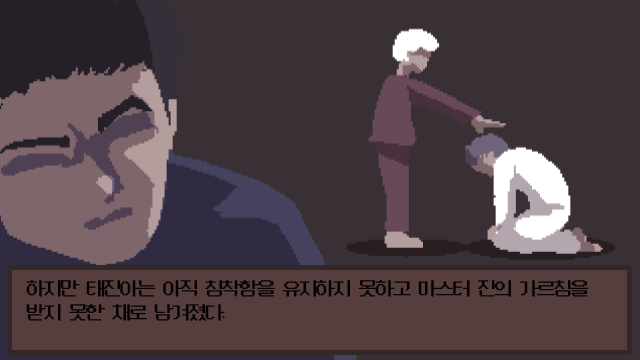 하지만 태진아는 아직 침착함을 유지하지 못하고 마스터 진의 가르침을
받지 못한 채로 남겨졌다.